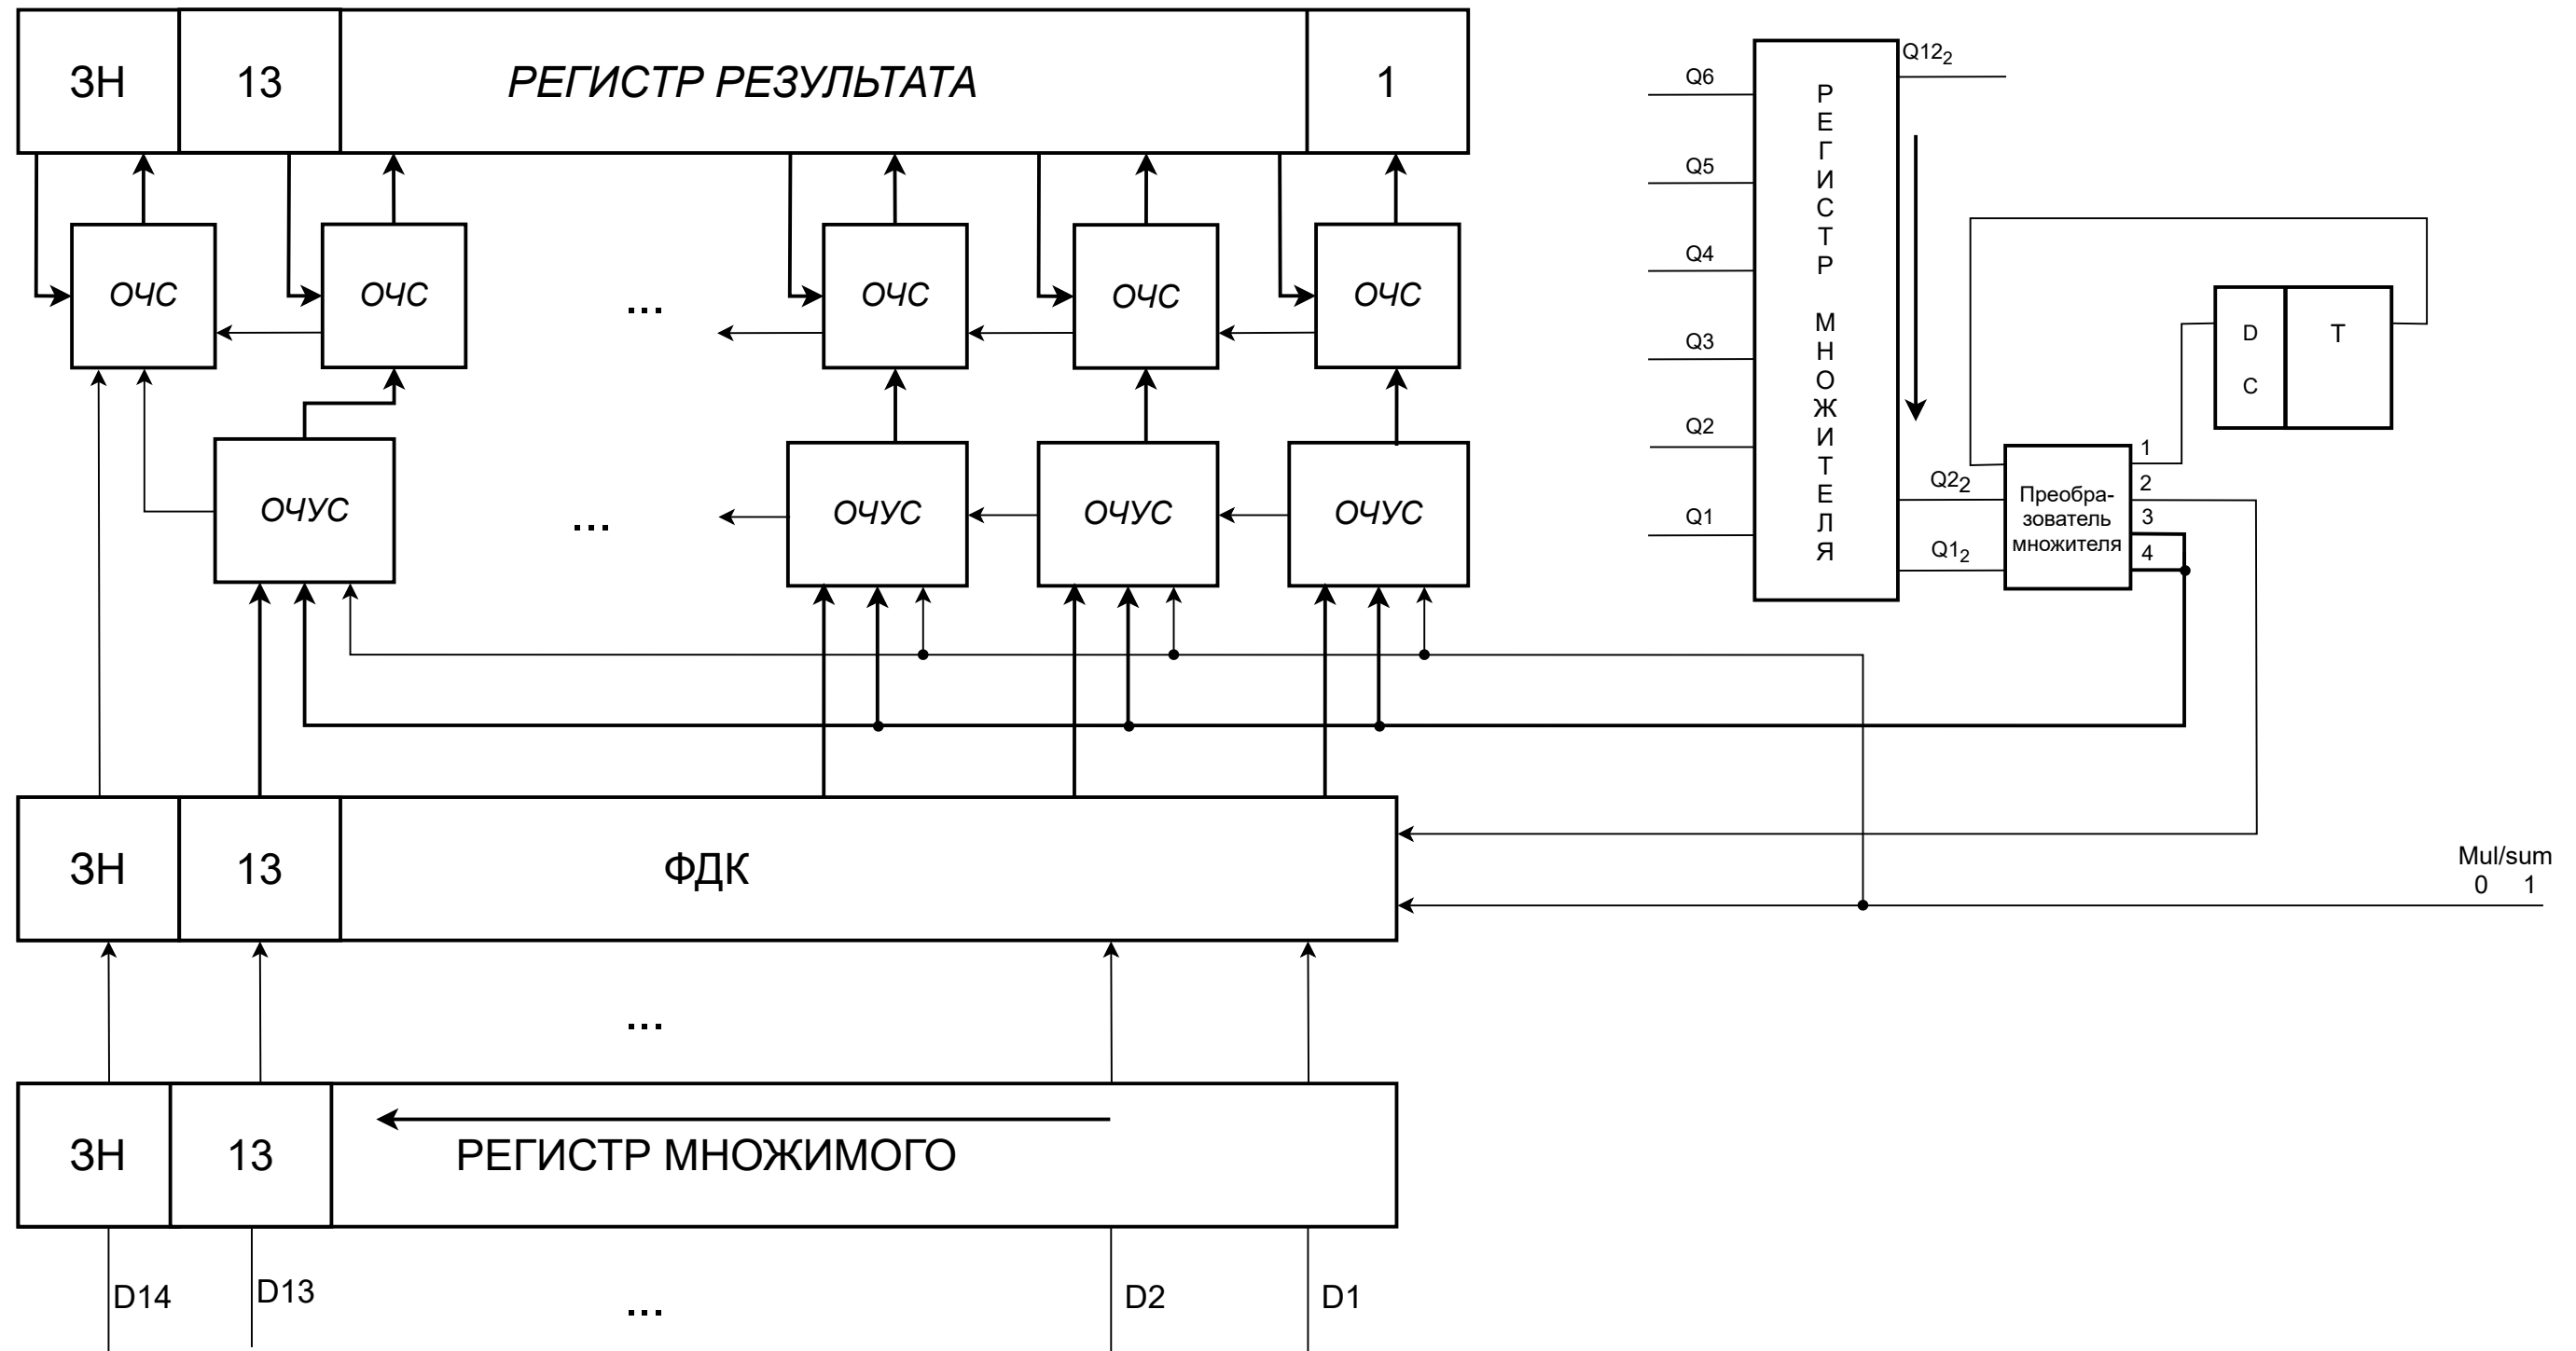 ЗН 13 РЕГИСТР РЕЗУЛЬТАТА 1
ОЧС ОЧС ... ОЧС ОЧС ОЧС
ОЧУС ... ОЧУС ОЧУС ОЧУС
ЗН 13 ФДК
...
ЗН 13 РЕГИСТР МНОЖИМОГО
D14 D13 ... D2 D1
Q6
Q5
Q4
Q3
Q2
Q1
РЕГИСТР МНОЖИТЕЛЯ
Q12₂
Q2₂
Q1₂
Преобра-
зователь
множителя
1
2
3
4
D T
C
Mul/sum
0 1